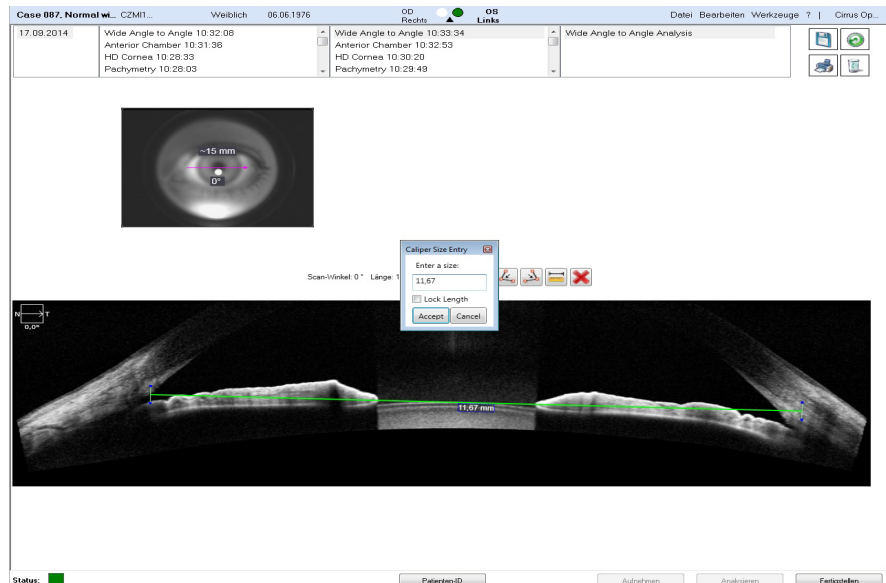 Case 087, Normal wi... CZMI1... Weiblich 06.06.1976 OD Rechts OS Links Datei Bearbeiten Werkzeuge ? | Cirrus Op...
17.09.2014
Wide Angle to Angle 10:32:08
Anterior Chamber 10:31:36
HD Cornea 10:28:33
Pachymetry 10:28:03
Wide Angle to Angle 10:33:34
Anterior Chamber 10:32:53
HD Cornea 10:30:20
Pachymetry 10:29:49
Wide Angle to Angle Analysis
~15 mm
0°
Caliper Size Entry
Enter a size:
11,67
Lock Length
Accept Cancel
Scan-Winkel: 0 ° Länge: 1
N T
0,0°
11,67 mm
Status: Patienten-ID Aufnehmen Analysieren Fertigstellen